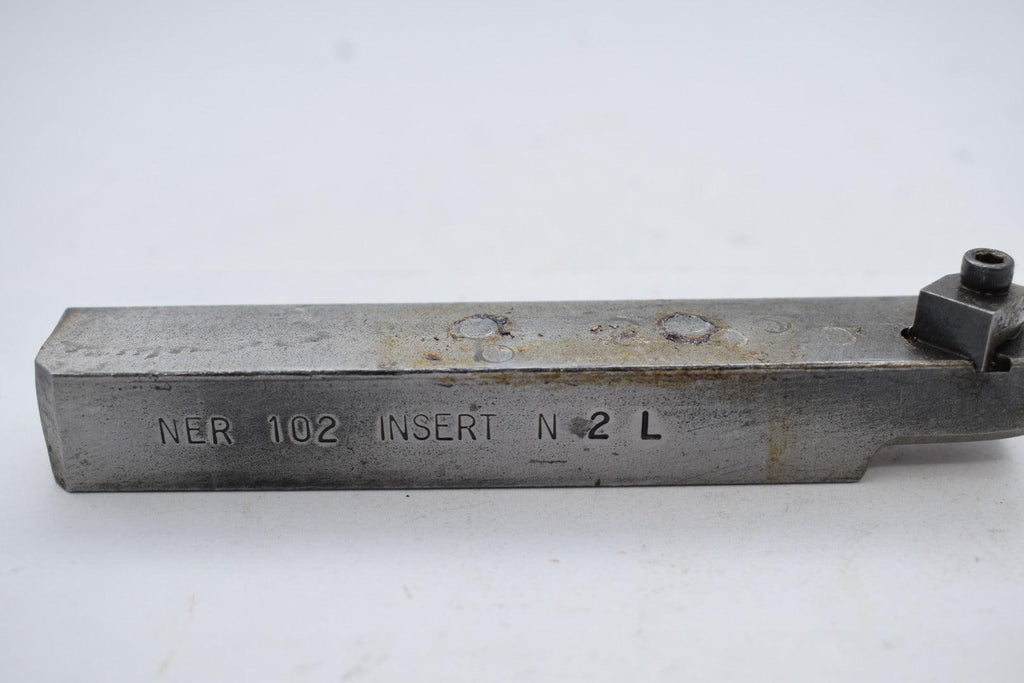 NER 102 INSERT N 2 L